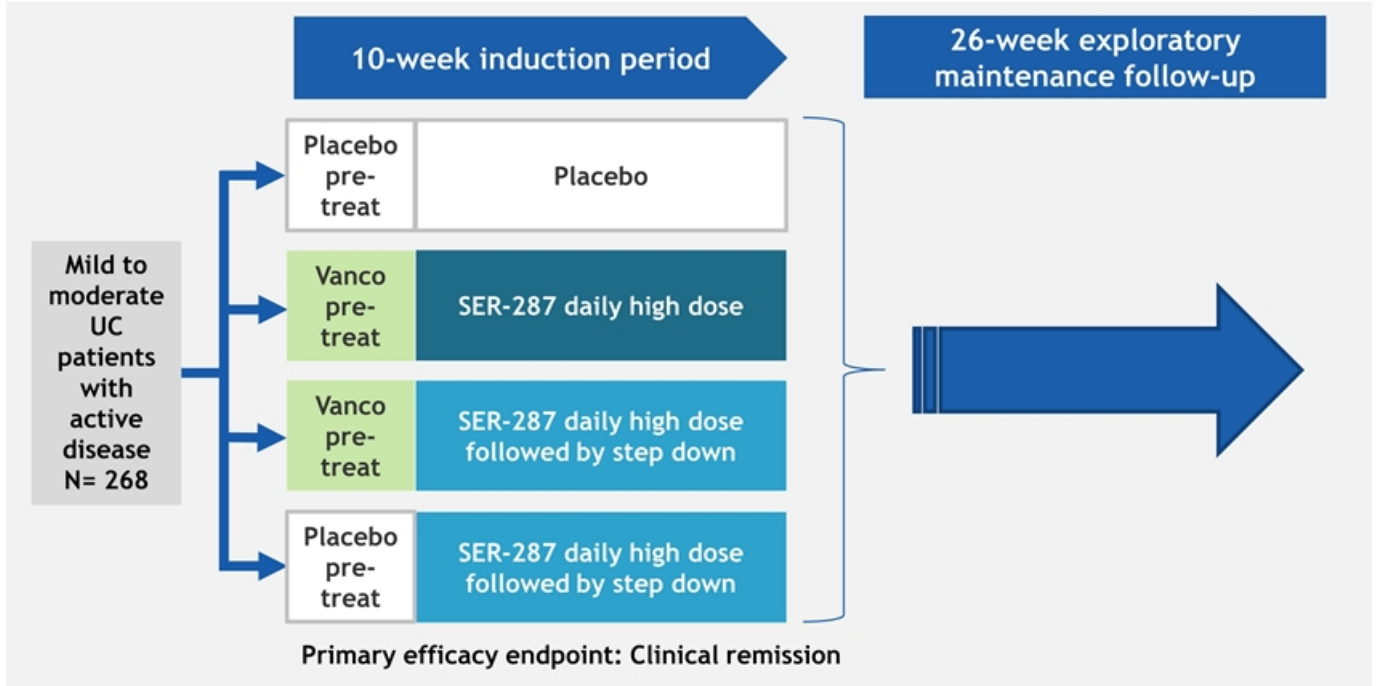 10-week induction period
26-week exploratory
maintenance follow-up
Placebo
pre-
treat
Placebo
Mild to
moderate
UC
patients
with
active
disease
N= 268
Vanco
pre-
treat
SER-287 daily high dose
Vanco
pre-
treat
SER-287 daily high dose
followed by step down
Placebo
pre-
treat
SER-287 daily high dose
followed by step down
Primary efficacy endpoint: Clinical remission